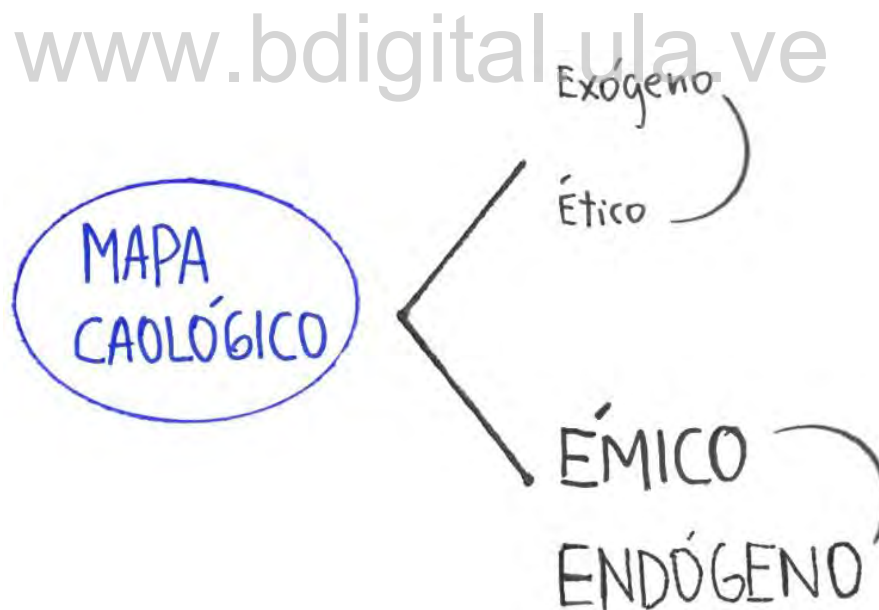 www.bdigital.ula.ve
Exógeno
Ético
MAPA
CAOLÓGICO
ÉMICO
ENDÓGENO